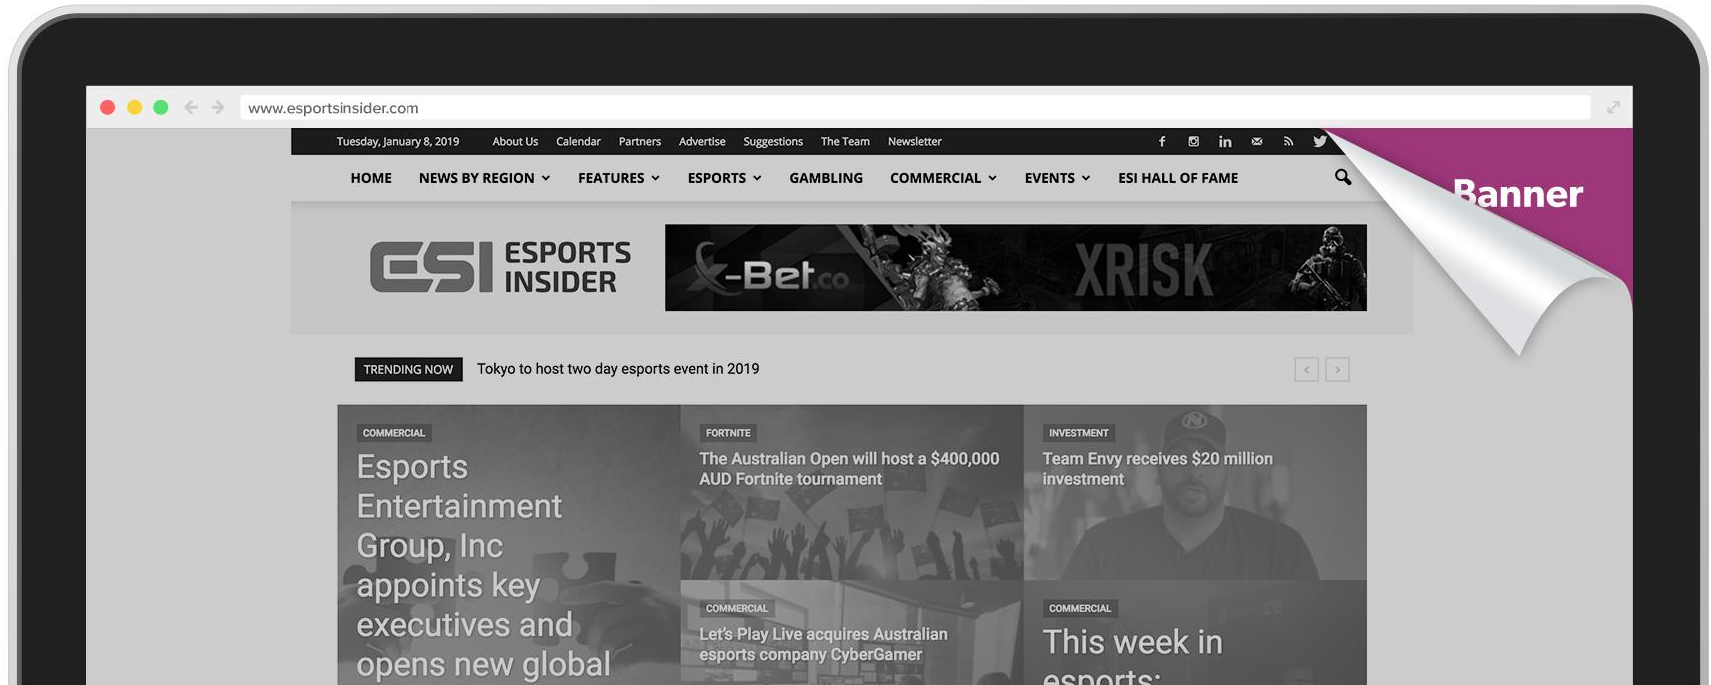 www.esportsinsider.com
Tuesday, January 8, 2019 About Us Calendar Partners Advertise Suggestions The Team Newsletter
HOME NEWS BY REGION FEATURES ESPORTS GAMBLING COMMERCIAL EVENTS ESI HALL OF FAME
Banner
ESI ESPORTS
INSIDER
X-Bet.co XRISK
TRENDING NOW Tokyo to host two day esports event in 2019
COMMERCIAL
Esports
Entertainment
Group, Inc
appoints key
executives and
opens new global
FORTNITE
The Australian Open will host a $400,000
AUD Fortnite tournament
INVESTMENT
Team Envy receives $20 million
investment
COMMERCIAL
Let's Play Live acquires Australian
esports company CyberGamer
COMMERCIAL
This week in
esports: